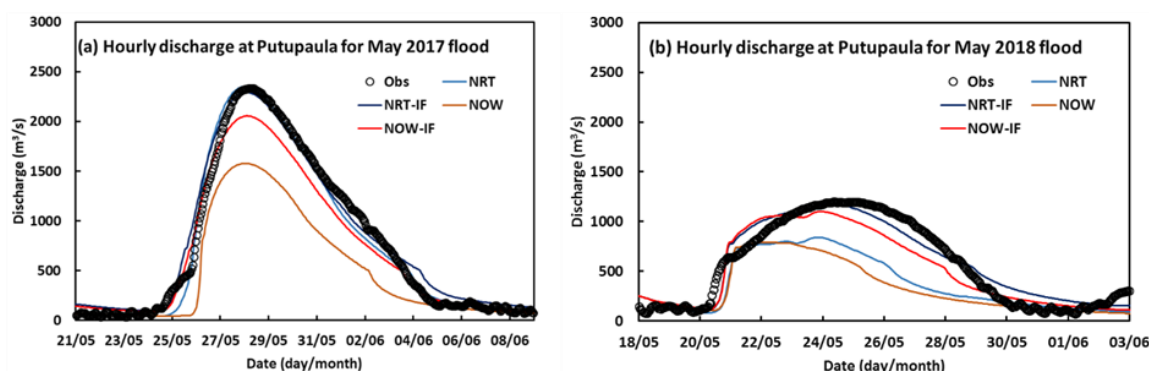 (a) Hourly discharge at Putupaula for May 2017 flood
Obs NRT
NRT-IF NOW
NOW-IF
Discharge (m³/s)
3000
2500
2000
1500
1000
500
0
21/05 23/05 25/05 27/05 29/05 31/05 02/06 04/06 06/06 08/06
Date (day/month)
(b) Hourly discharge at Putupaula for May 2018 flood
Obs NRT
NRT-IF NOW
NOW-IF
Discharge (m³/s)
3000
2500
2000
1500
1000
500
0
18/05 20/05 22/05 24/05 26/05 28/05 30/05 01/06 03/06
Date (day/month)